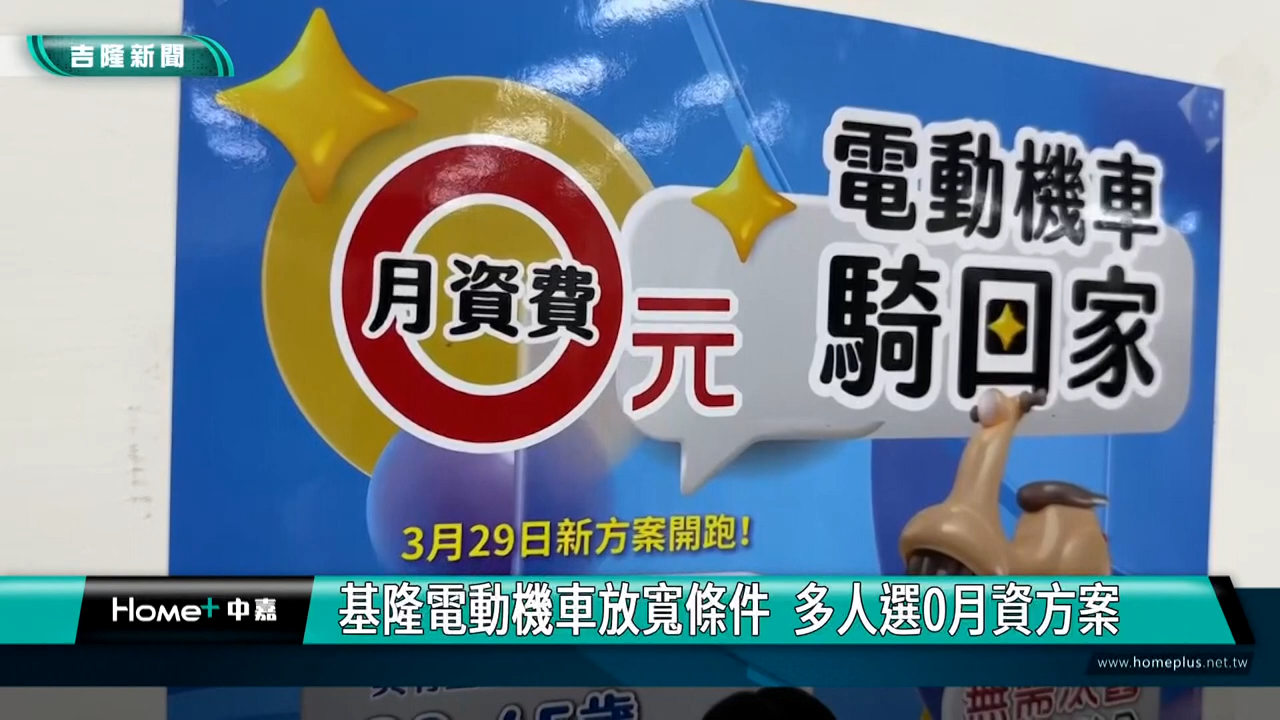 吉隆新聞
電動機車
騎回家
月資費
0元
3月29日新方案開跑！
Home+中嘉
基隆電動機車放寬條件 多人選0月資方案
www.homeplus.net.tw